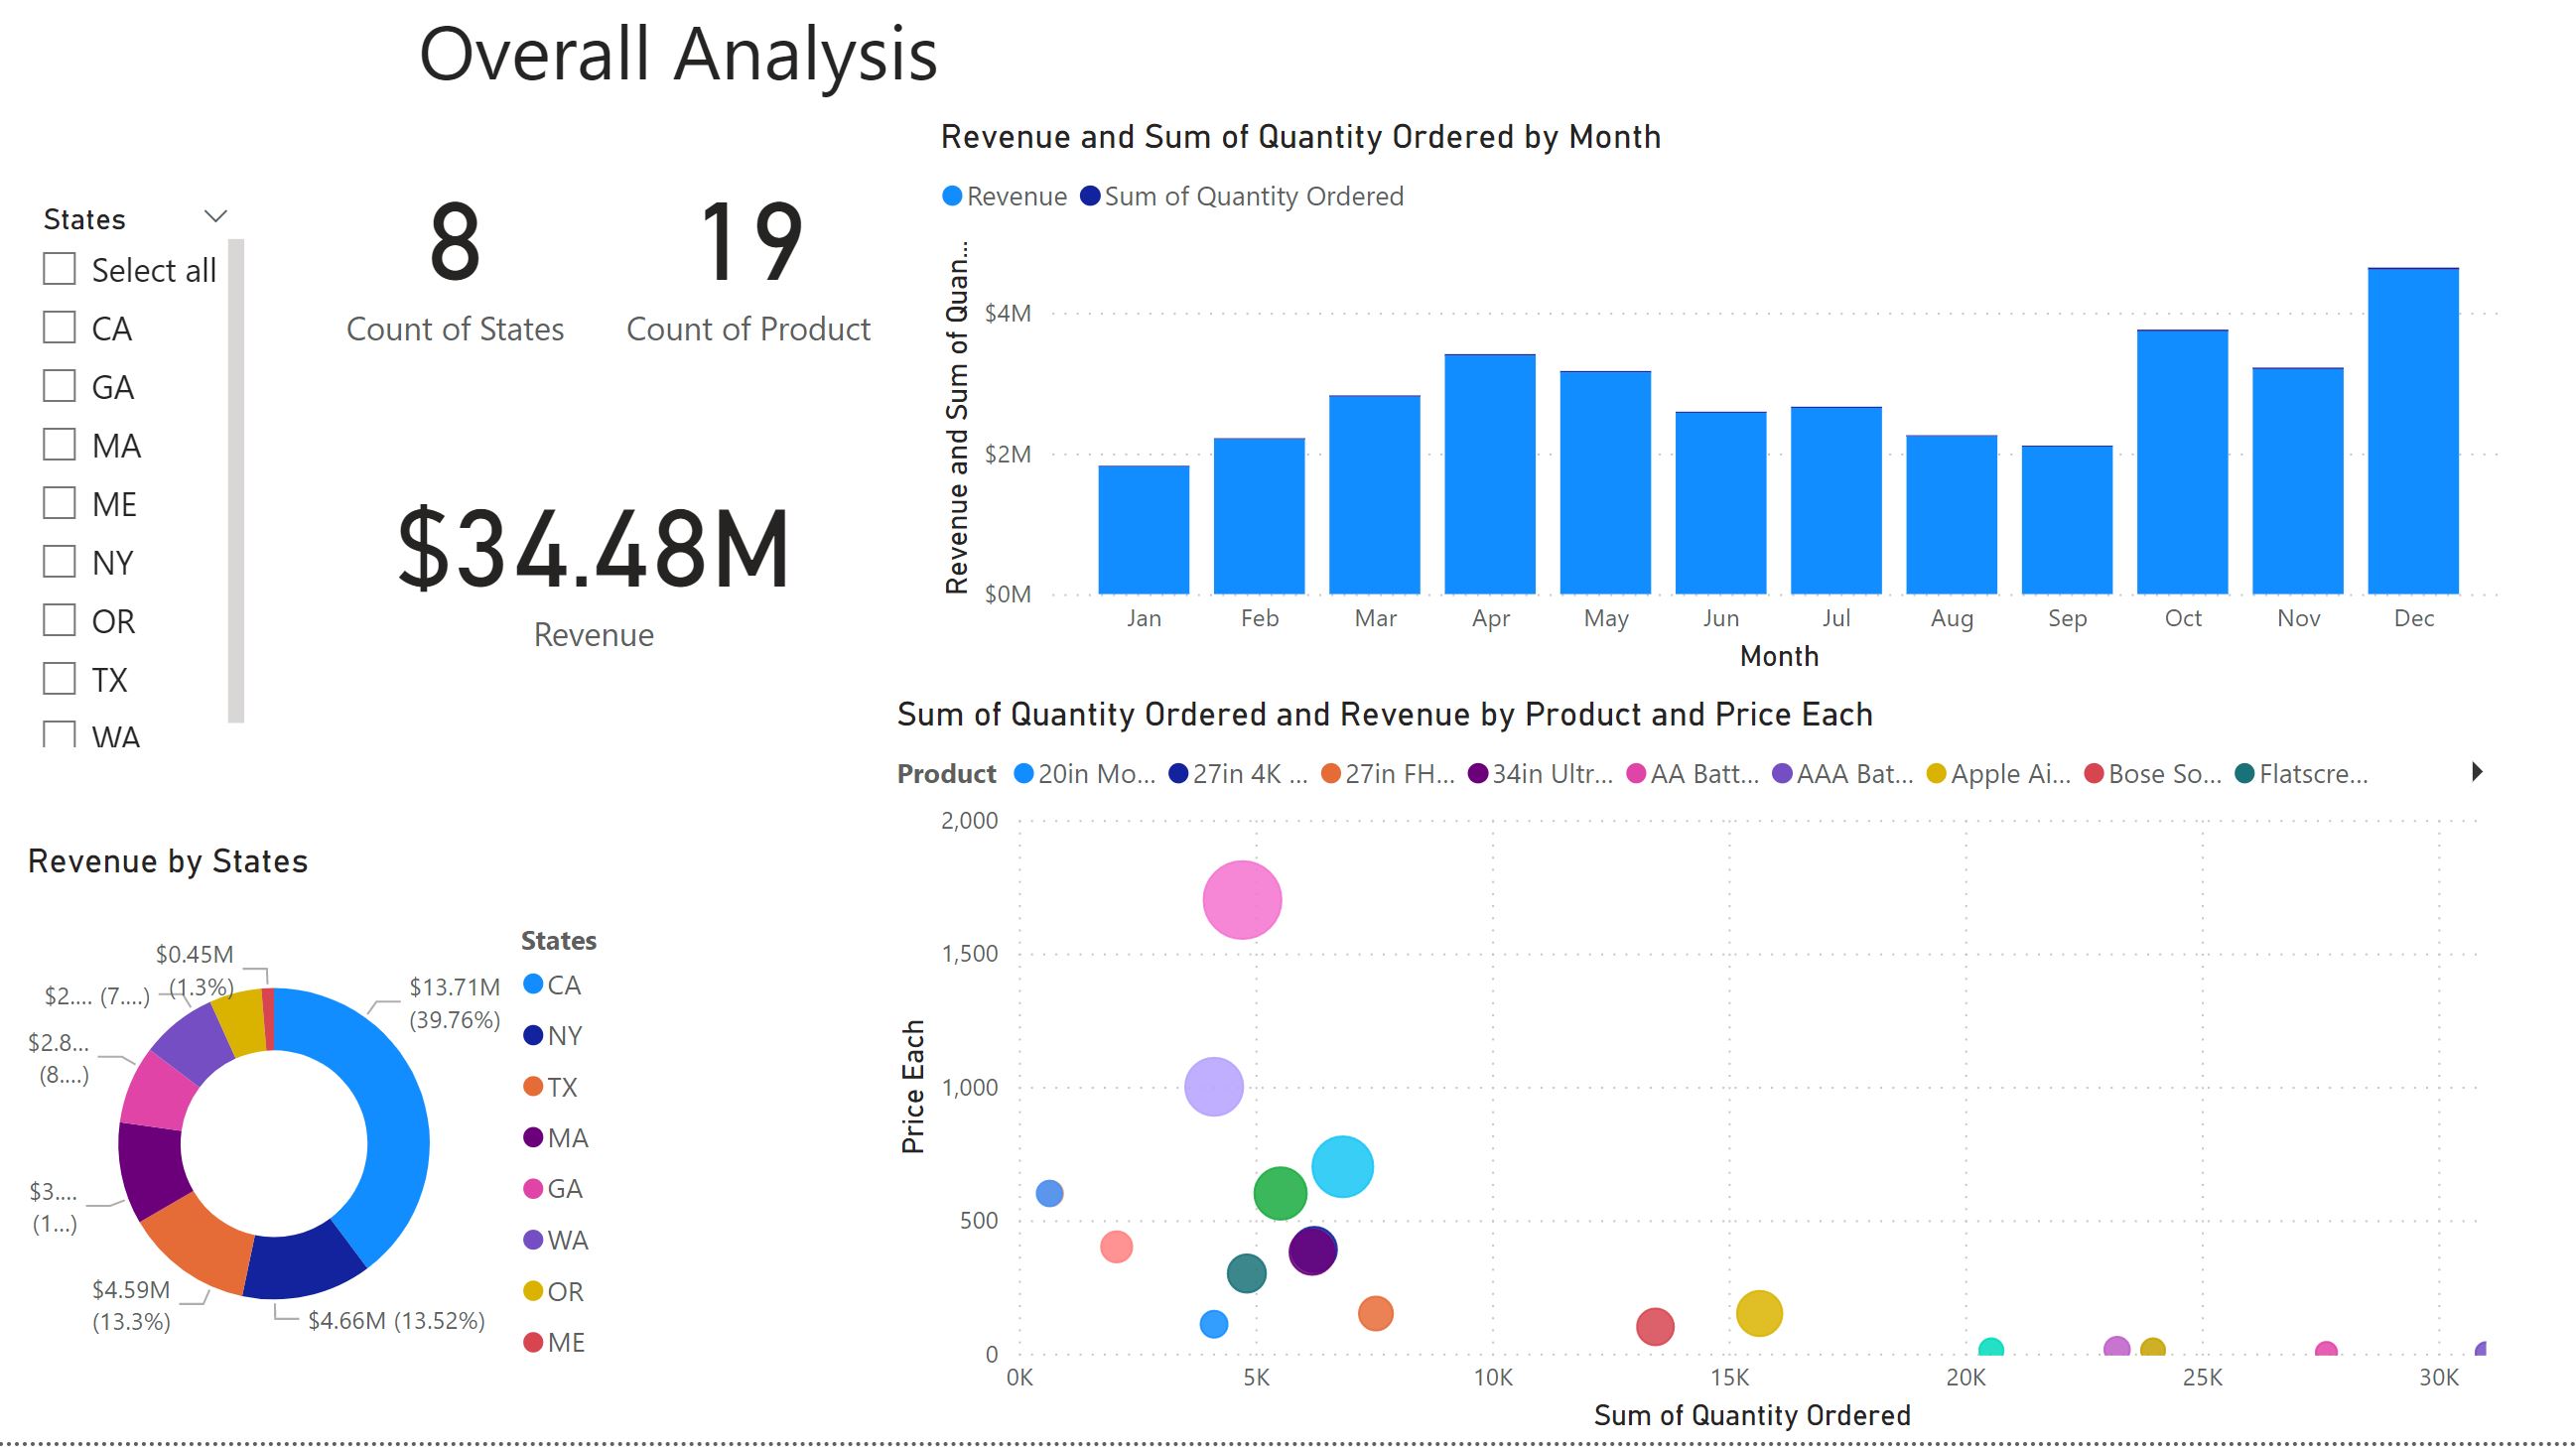 Overall Analysis
States
Select all
CA
GA
MA
ME
NY
OR
TX
WA
8
Count of States
19
Count of Product
$34.48M
Revenue
Revenue and Sum of Quantity Ordered by Month
Revenue Sum of Quantity Ordered
Revenue and Sum of Quan...
$4M
$2M
$0M
Jan Feb Mar Apr May Jun Jul Aug Sep Oct Nov Dec
Month
Sum of Quantity Ordered and Revenue by Product and Price Each
Product 20in Mo... 27in 4K ... 27in FH... 34in Ultr... AA Batt... AAA Bat... Apple Ai... Bose So... Flatscre...
Price Each
2,000
1,500
1,000
500
0
0K 5K 10K 15K 20K 25K 30K
Sum of Quantity Ordered
Revenue by States
$0.45M
(1.3%)
$2.... (7....)
$2.8...
(8....)
$3....
(1...)
$4.59M
(13.3%)
$4.66M (13.52%)
$13.71M
(39.76%)
States
CA
NY
TX
MA
GA
WA
OR
ME